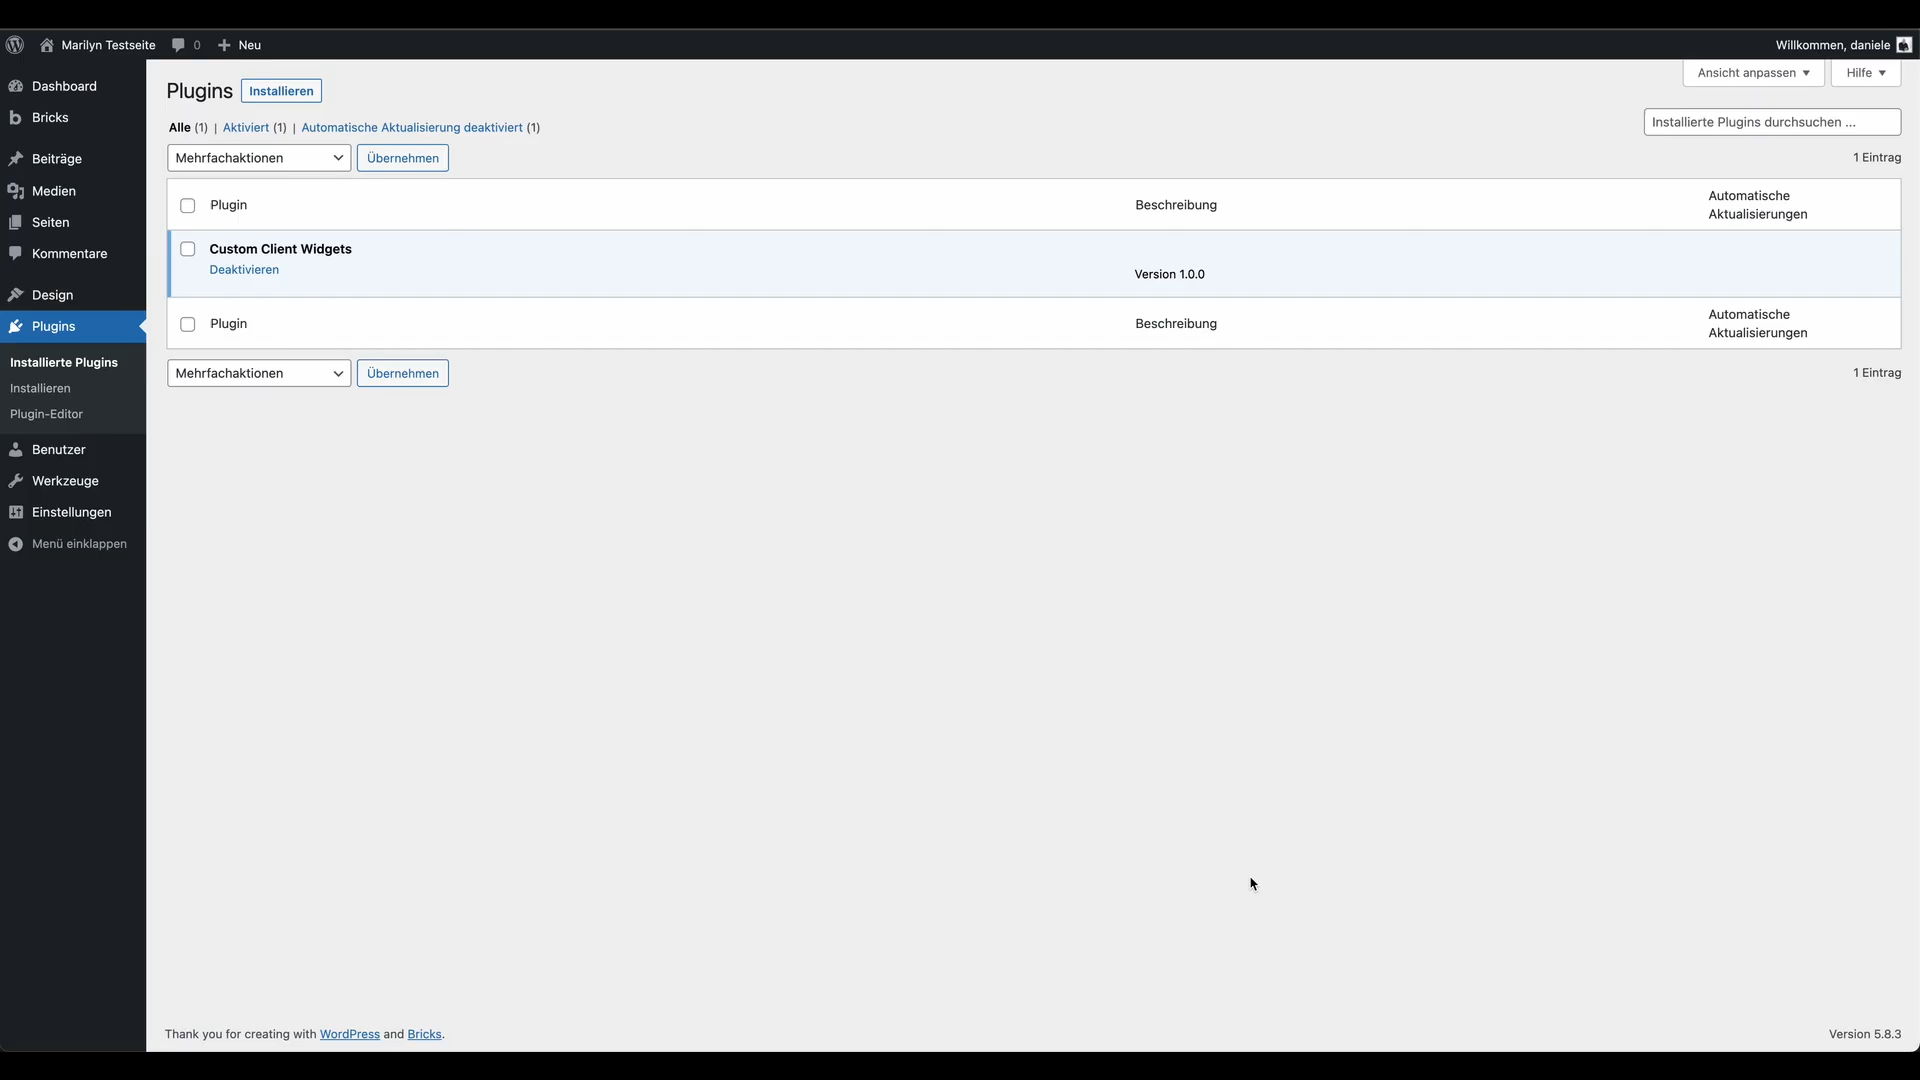 Marilyn Testseite 0 Neu Willkommen, daniele
Dashboard
Bricks
Beiträge
Medien
Seiten
Kommentare
Design
Plugins
Installierte Plugins
Installieren
Plugin-Editor
Benutzer
Werkzeuge
Einstellungen
Menü einklappen
Ansicht anpassen Hilfe
Plugins Installieren
Alle (1) | Aktiviert (1) | Automatische Aktualisierung deaktiviert (1)
Installierte Plugins durchsuchen ...
Mehrfachaktionen Übernehmen 1 Eintrag
Plugin Beschreibung Automatische
Aktualisierungen
Custom Client Widgets
Deaktivieren Version 1.0.0
Plugin Beschreibung Automatische
Aktualisierungen
Mehrfachaktionen Übernehmen 1 Eintrag
Thank you for creating with WordPress and Bricks. Version 5.8.3